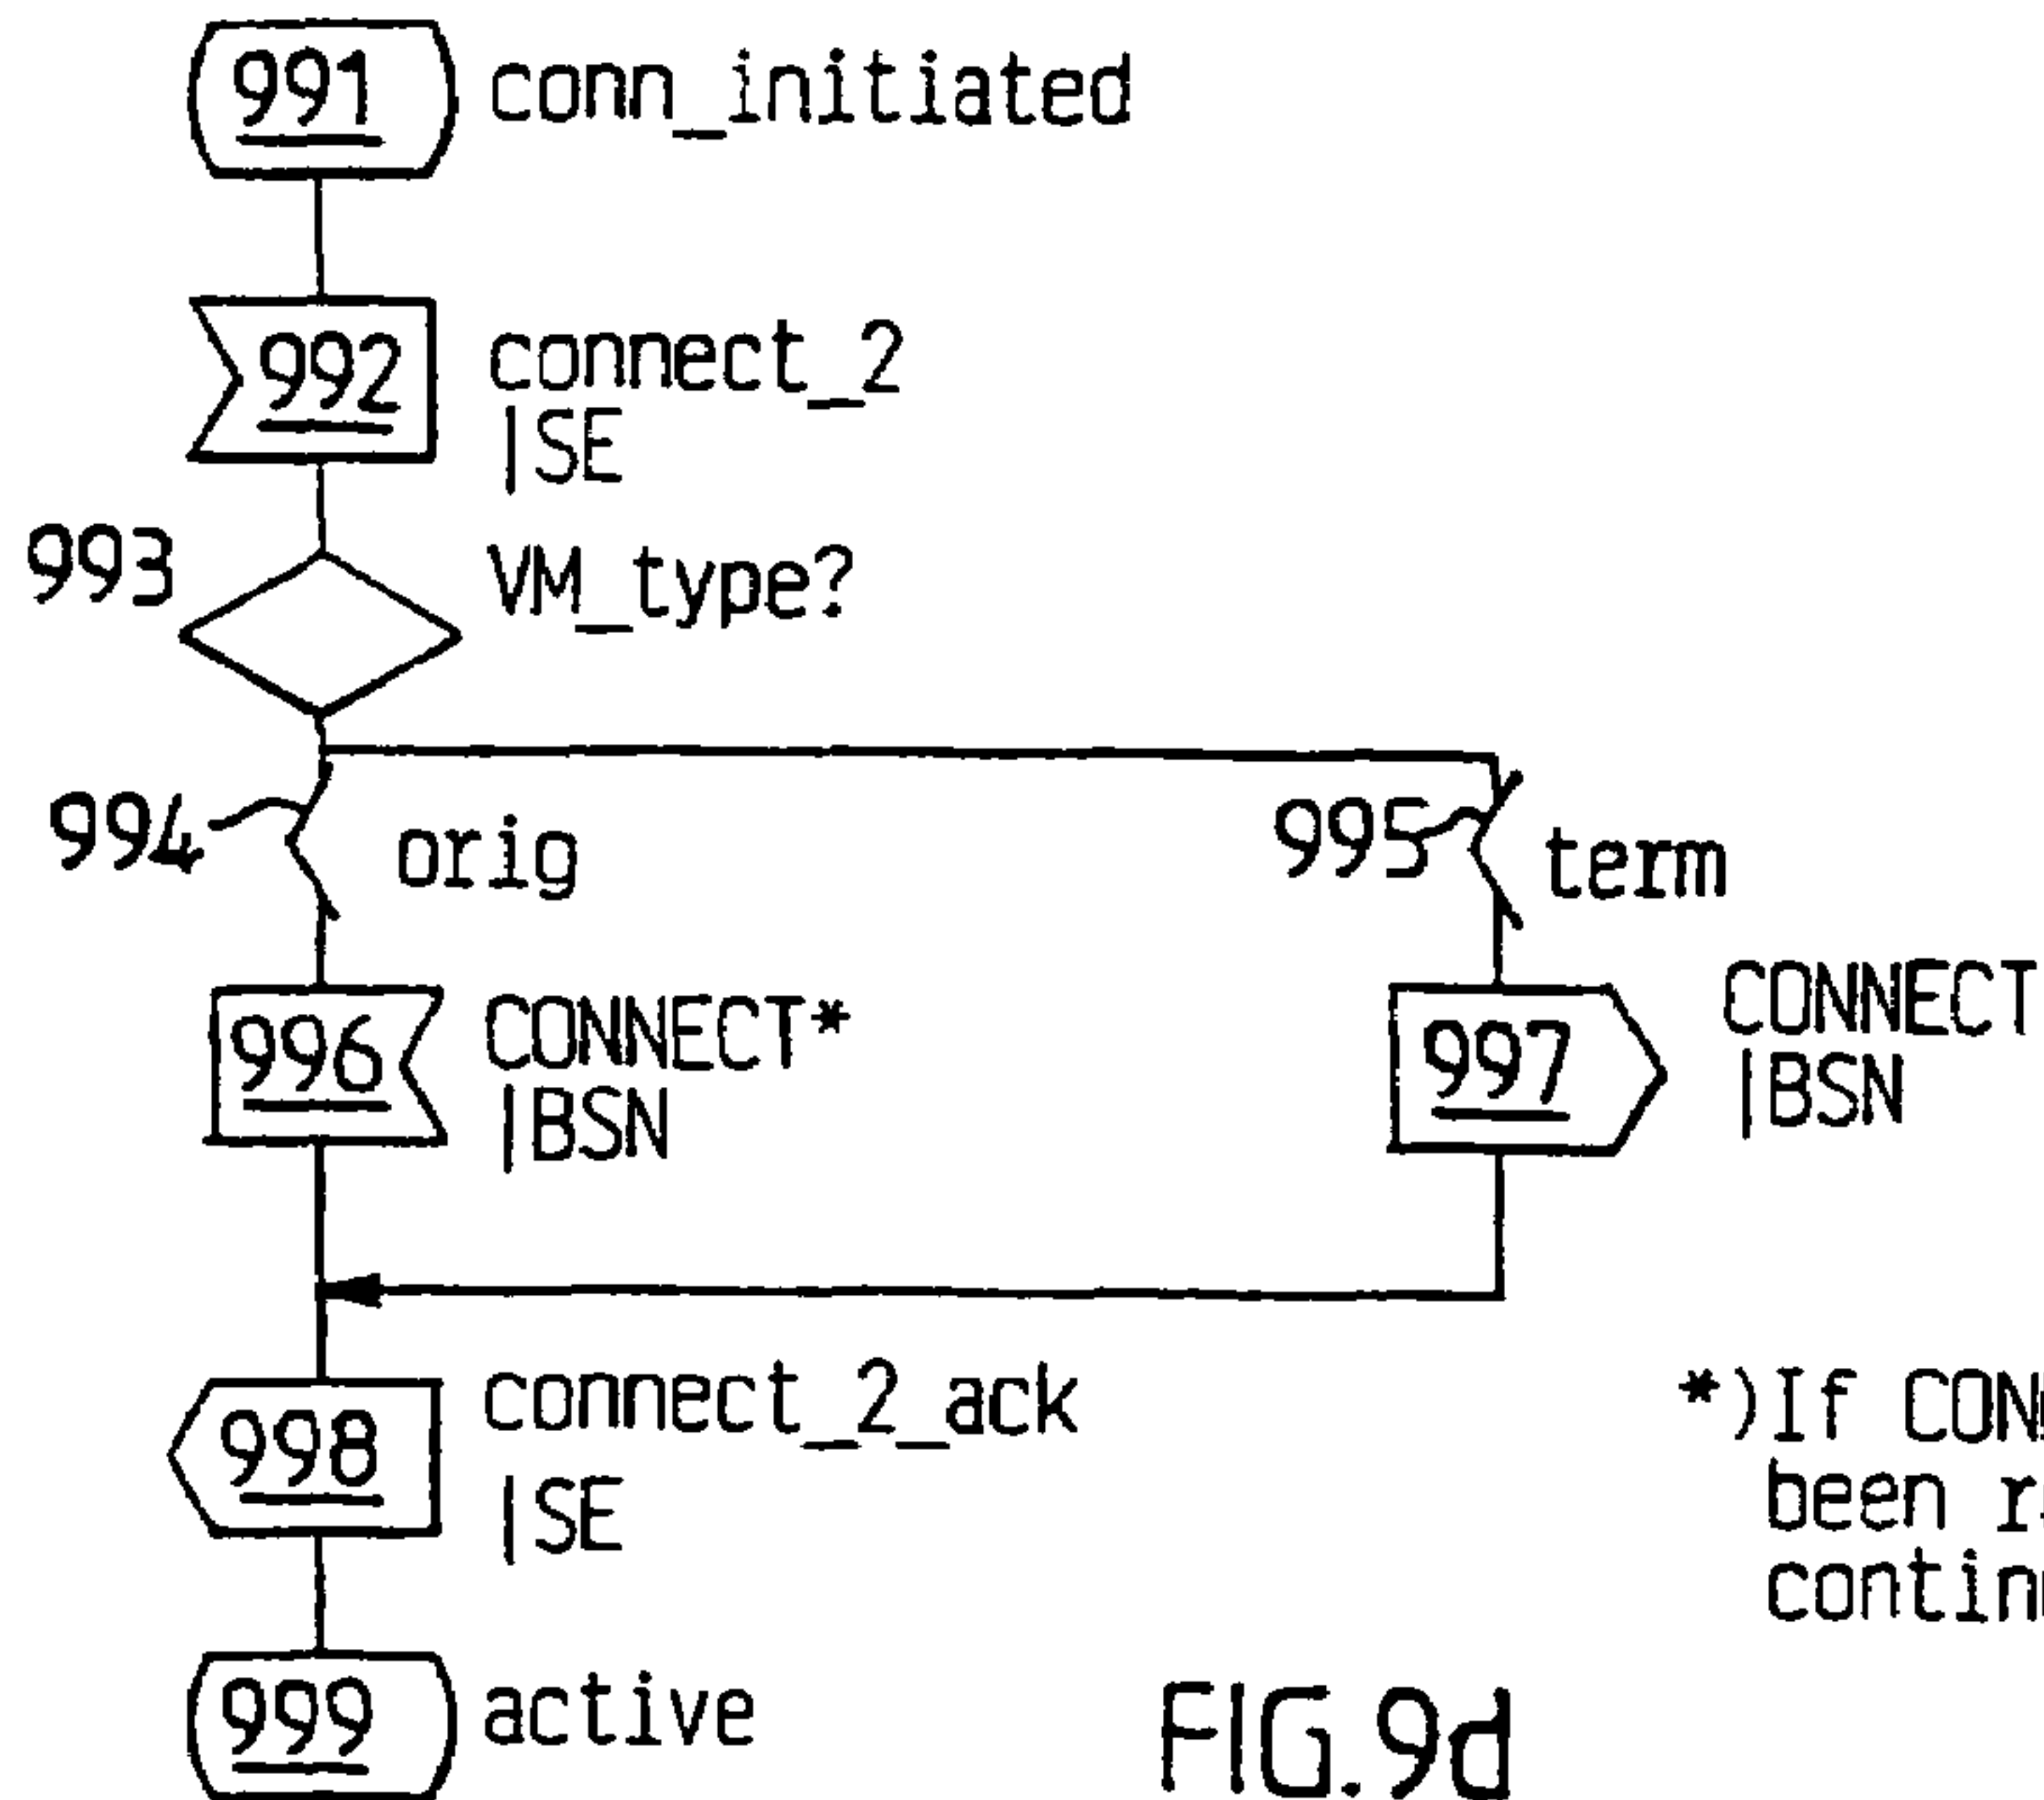 991 conn_initiated
992 connect_2
|SE
993 VM_type?
994 orig
995 term
996 CONNECT*
|BSN
997 CONNECT
|BSN
998 connect_2_ack
|SE
*)If
been
999 active
FIG.9d